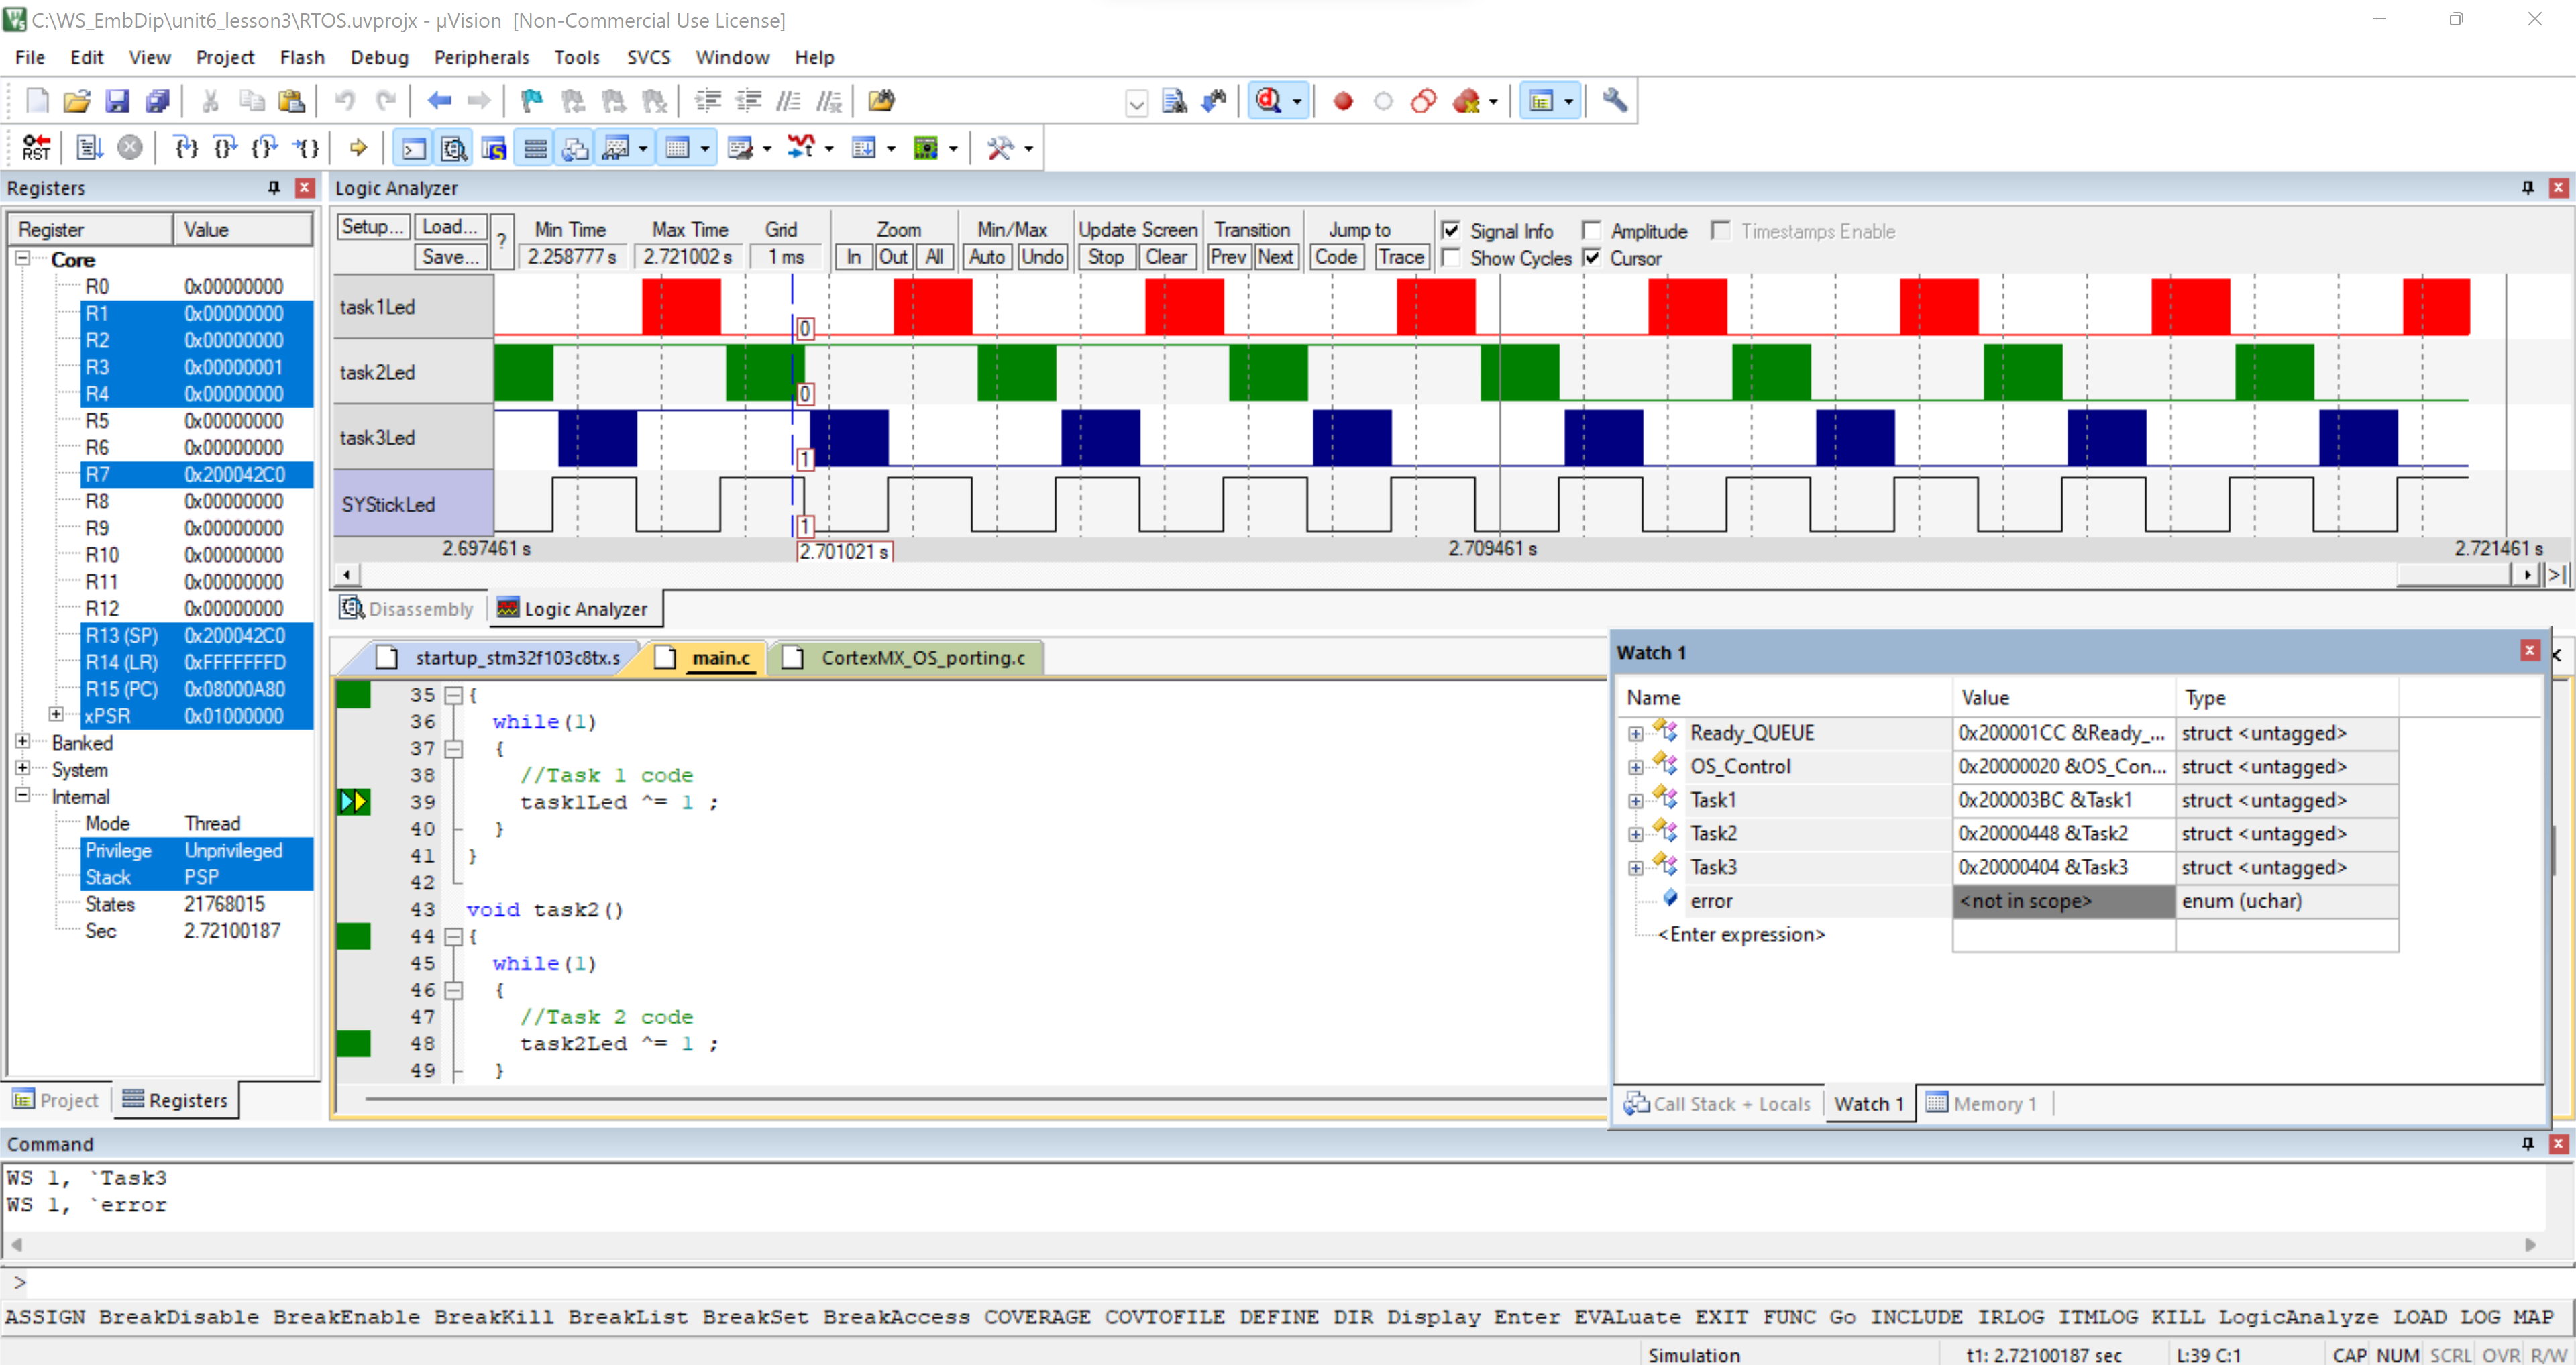 C:\WS_EmbDip\unit6_lesson3\RTOS.uvprojx - µVision [Non-Commercial Use License]
File Edit View Project Flash Debug Peripherals Tools SVCS Window Help
RST
Registers
Register Value
Core
R0 0x00000000
R1 0x00000000
R2 0x00000000
R3 0x00000001
R4 0x00000000
R5 0x00000000
R6 0x00000000
R7 0x200042C0
R8 0x00000000
R9 0x00000000
R10 0x00000000
R11 0x00000000
R12 0x00000000
R13 (SP) 0x200042C0
R14 (LR) 0xFFFFFFFD
R15 (PC) 0x08000A80
xPSR 0x01000000
Banked
System
Internal
Mode Thread
Privilege Unprivileged
Stack PSP
States 21768015
Sec 2.72100187
Project Registers
Logic Analyzer
Setup... Load... ? Min Time Max Time Grid Zoom Min/Max Update Screen Transition Jump to Signal Info Amplitude Timestamps Enable
Save... 2.258777 s 2.721002 s 1 ms In Out All Auto Undo Stop Clear Prev Next Code Trace Show Cycles Cursor
task1Led
0
task2Led
0
task3Led
1
SYStickLed
1
2.697461 s 2.701021 s 2.709461 s 2.721461 s
Disassembly Logic Analyzer
startup_stm32f103c8tx.s main.c CortexMX_OS_porting.c
35 {
36 while(1)
37 {
38 //Task 1 code
39 task1Led ^= 1 ;
40 }
41 }
42
43 void task2()
44 {
45 while(1)
46 {
47 //Task 2 code
48 task2Led ^= 1 ;
49 }
Watch 1
Name Value Type
Ready_QUEUE 0x200001CC &Ready_... struct <untagged>
OS_Control 0x20000020 &OS_Con... struct <untagged>
Task1 0x200003BC &Task1 struct <untagged>
Task2 0x20000448 &Task2 struct <untagged>
Task3 0x20000404 &Task3 struct <untagged>
error <not in scope> enum (uchar)
<Enter expression>
Call Stack + Locals Watch 1 Memory 1
Command
WS 1, `Task3
WS 1, `error
>
ASSIGN BreakDisable BreakEnable BreakKill BreakList BreakSet BreakAccess COVERAGE COVTOFILE DEFINE DIR Display Enter EVALuate EXIT FUNC Go INCLUDE IRLOG ITMLOG KILL LogicAnalyze LOAD LOG MAP
Simulation t1: 2.72100187 sec L:39 C:1 CAP NUM SCRL OVR R/W